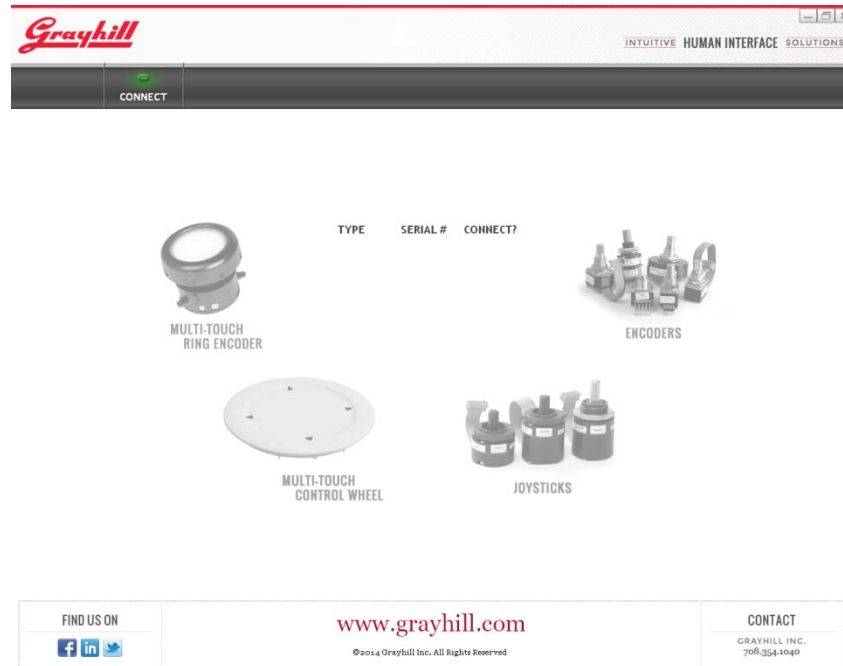 Grayhill
INTUITIVE HUMAN INTERFACE SOLUTIONS
CONNECT
TYPE SERIAL # CONNECT?
MULTI-TOUCH
RING ENCODER
ENCODERS
MULTI-TOUCH
CONTROL WHEEL
JOYSTICKS
FIND US ON
www.grayhill.com
©2014 Grayhill Inc. All Rights Reserved
CONTACT
GRAYHILL INC.
708.354.1040